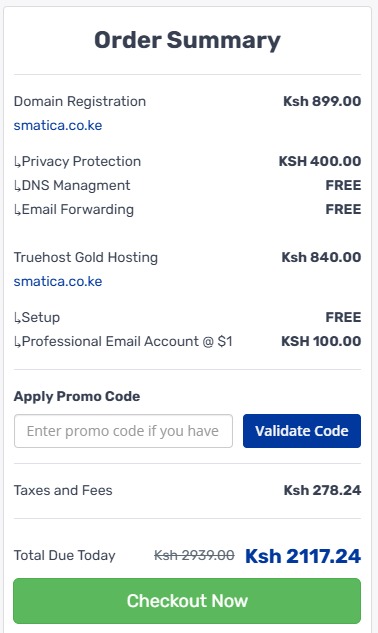 Order Summary
Domain Registration Ksh 899.00
smatica.co.ke
↳Privacy Protection KSH 400.00
↳DNS Managment FREE
↳Email Forwarding FREE
Truehost Gold Hosting Ksh 840.00
smatica.co.ke
↳Setup FREE
↳Professional Email Account @ $1 KSH 100.00
Apply Promo Code
Enter promo code if you have Validate Code
Taxes and Fees Ksh 278.24
Total Due Today Ksh 2939.00 Ksh 2117.24
Checkout Now